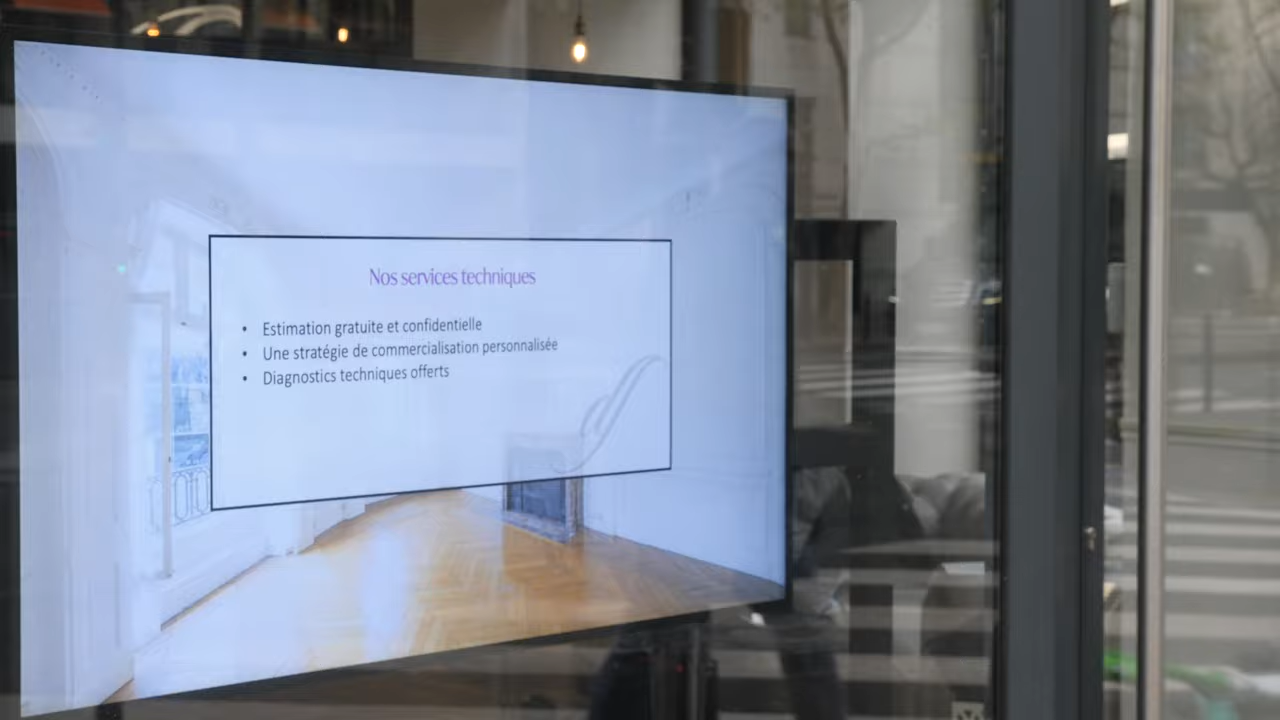 Nos services techniques
• Estimation gratuite et confidentielle
• Une stratégie de commercialisation personnalisée
• Diagnostics techniques offerts